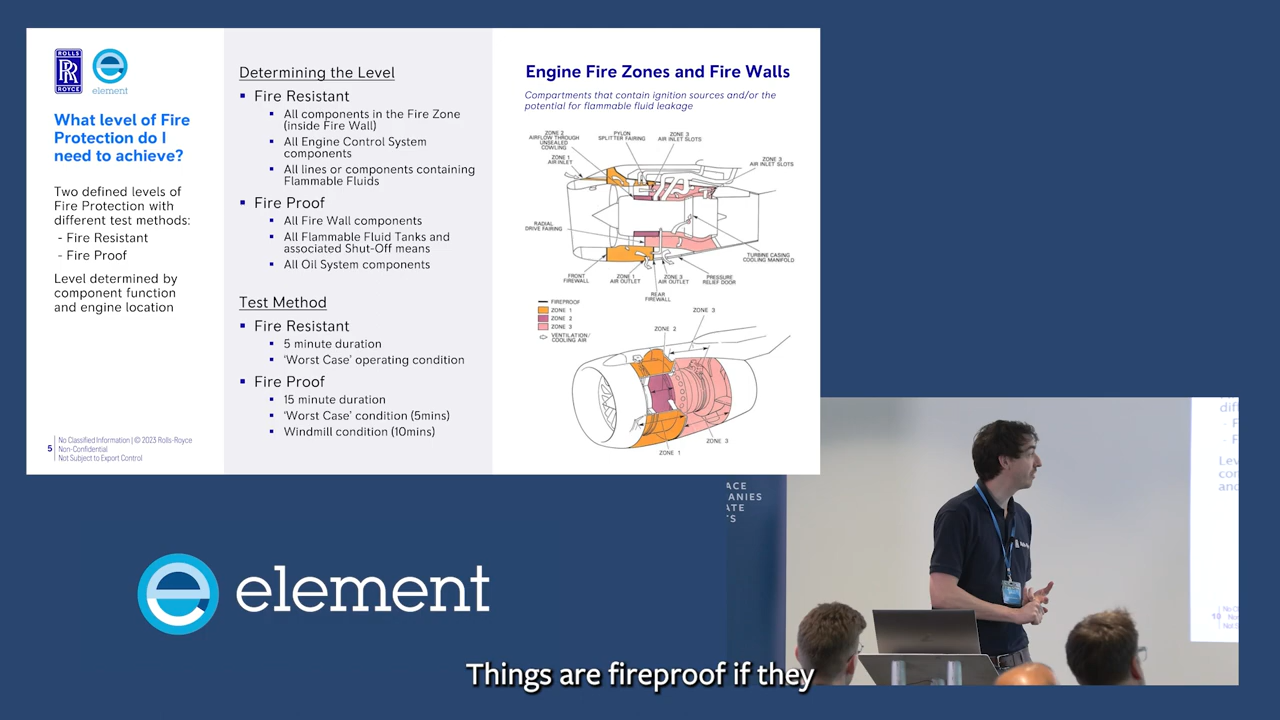 ROLLS
RR
ROYCE
e
element
What level of Fire
Protection do I
need to achieve?
Two defined levels of
Fire Protection with
different test methods:
- Fire Resistant
- Fire Proof
Level determined by
component function
and engine location
5
No Classified Information | © 2023 Rolls-Royce
Non-Confidential
Not Subject to Export Control
Determining the Level
▪ Fire Resistant
▪ All components in the Fire Zone
(inside Fire Wall)
▪ All Engine Control System
components
▪ All lines or components containing
Flammable Fluids
▪ Fire Proof
▪ All Fire Wall components
▪ All Flammable Fluid Tanks and
associated Shut-Off means
▪ All Oil System components
Test Method
▪ Fire Resistant
▪ 5 minute duration
▪ ‘Worst Case’ operating condition
▪ Fire Proof
▪ 15 minute duration
▪ ‘Worst Case’ condition (5mins)
▪ Windmill condition (10mins)
Engine Fire Zones and Fire Walls
Compartments that contain ignition sources and/or the
potential for flammable fluid leakage
ZONE 2
AIRFLOW THROUGH
UNSEALED
COWLING
PYLON
SPLITTER FAIRING
ZONE 3
AIR INLET SLOTS
ZONE 1
AIR INLET
ZONE 3
AIR INLET SLOTS
RADIAL
DRIVE FAIRING
TURBINE CASING
COOLING MANIFOLD
FRONT
FIREWALL
ZONE 1
AIR OUTLET
ZONE 3
AIR OUTLET
PRESSURE
RELIEF DOOR
REAR
FIREWALL
FIREPROOF
ZONE 1
ZONE 2
ZONE 3
VENTILATION/
COOLING AIR
ZONE 3
ZONE 2
ZONE 3
ZONE 1
ACE
ANIES
ATE
TS
diff
- F
- F
Lev
con
and
10
e element
Things are fireproof if they